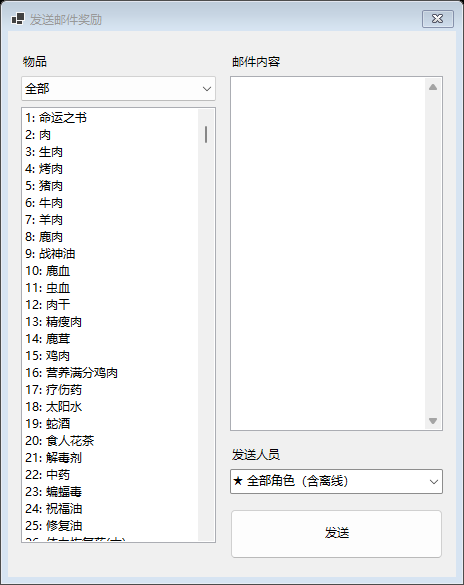 发送邮件奖励
物品
全部
1: 命运之书
2: 肉
3: 生肉
4: 烤肉
5: 猪肉
6: 牛肉
7: 羊肉
8: 鹿肉
9: 战神油
10: 鹿血
11: 虫血
12: 肉干
13: 精瘦肉
14: 鹿茸
15: 鸡肉
16: 营养满分鸡肉
17: 疗伤药
18: 太阳水
19: 蛇酒
20: 食人花茶
21: 解毒剂
22: 中药
23: 蝙蝠毒
24: 祝福油
25: 修复油
邮件内容
发送人员
★ 全部角色（含离线）
发送